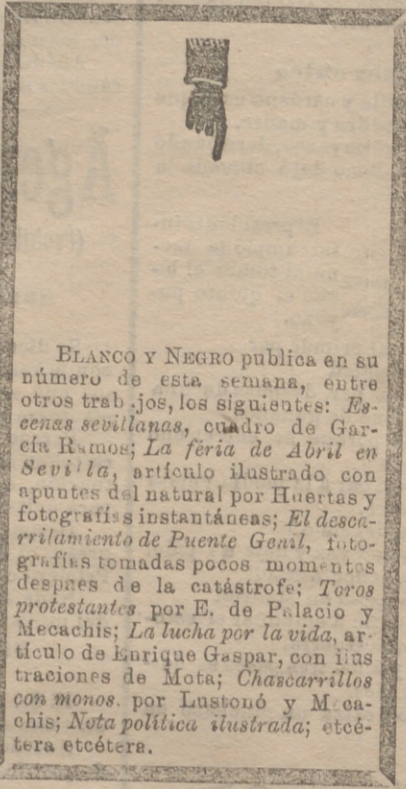 BLANCO Y NEGRO publica en su
número de esta semana, entre
otros trab.jos, los siguientes: Es-
cenas sevillanas, cuadro de Gar-
cía Ramos; La feria de Abril en
Sevilla, artículo ilustrado con
apuntes del natural por Huertas y
fotografías instantáneas; El desca-
rrilamiento de Puente Genil, foto-
grafías tomadas pocos momentos
despues de la catástrofe; Toros
protestantes por E. de Palacio y
Mecachis; La lucha por la vida, ar-
tículo de Enrique Gaspar, con ilus
traciones de Mota; Chascarrillos
con monos. por Lustonó y Meca-
chis; Nota política ilustrada; etcé-
tera etcétera.